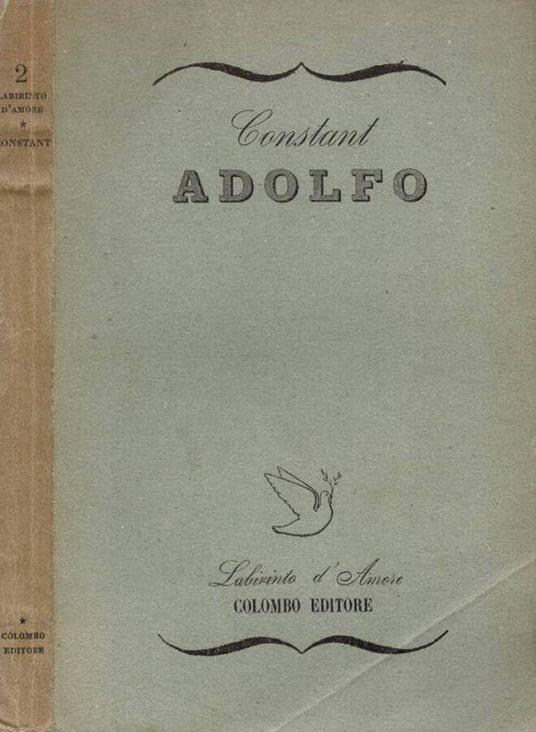 2
LABIRINTO
D'AMORE
★
CONSTANT
★
COLOMBO
EDITORE
Constant
ADOLFO
Labirinto d'Amore
COLOMBO EDITORE